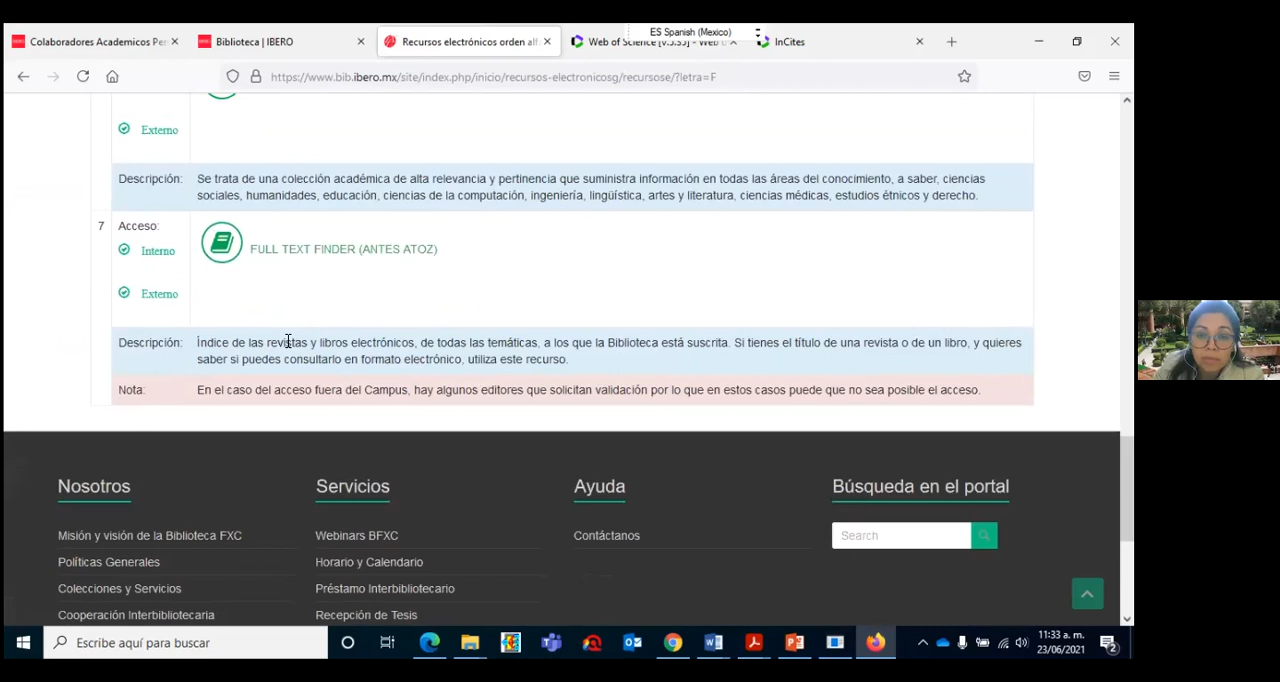 ES Spanish (Mexico)
Colaboradores Academicos Per
Biblioteca | IBERO
Recursos electrónicos orden alf
Web of Science [v.5.35] - Web
InCites
https://www.bib.ibero.mx/site/index.php/inicio/recursos-electronicosg/recursose/?letra=F
Externo
Descripción:
Se trata de una colección académica de alta relevancia y pertinencia que suministra información en todas las áreas del conocimiento, a saber, ciencias
sociales, humanidades, educación, ciencias de la computación, ingeniería, lingüística, artes y literatura, ciencias médicas, estudios étnicos y derecho.
7
Acceso:
Interno
FULL TEXT FINDER (ANTES ATOZ)
Externo
Descripción:
Índice de las revistas y libros electrónicos, de todas las temáticas, a los que la Biblioteca está suscrita. Si tienes el título de una revista o de un libro, y quieres
saber si puedes consultarlo en formato electrónico, utiliza este recurso.
Nota:
En el caso del acceso fuera del Campus, hay algunos editores que solicitan validación por lo que en estos casos puede que no sea posible el acceso.
Nosotros
Misión y visión de la Biblioteca FXC
Políticas Generales
Colecciones y Servicios
Cooperación Interbibliotecaria
Servicios
Webinars BFXC
Horario y Calendario
Préstamo Interbibliotecario
Recepción de Tesis
Ayuda
Contáctanos
Búsqueda en el portal
Search
Escribe aquí para buscar
11:33 a. m.
23/06/2021
2